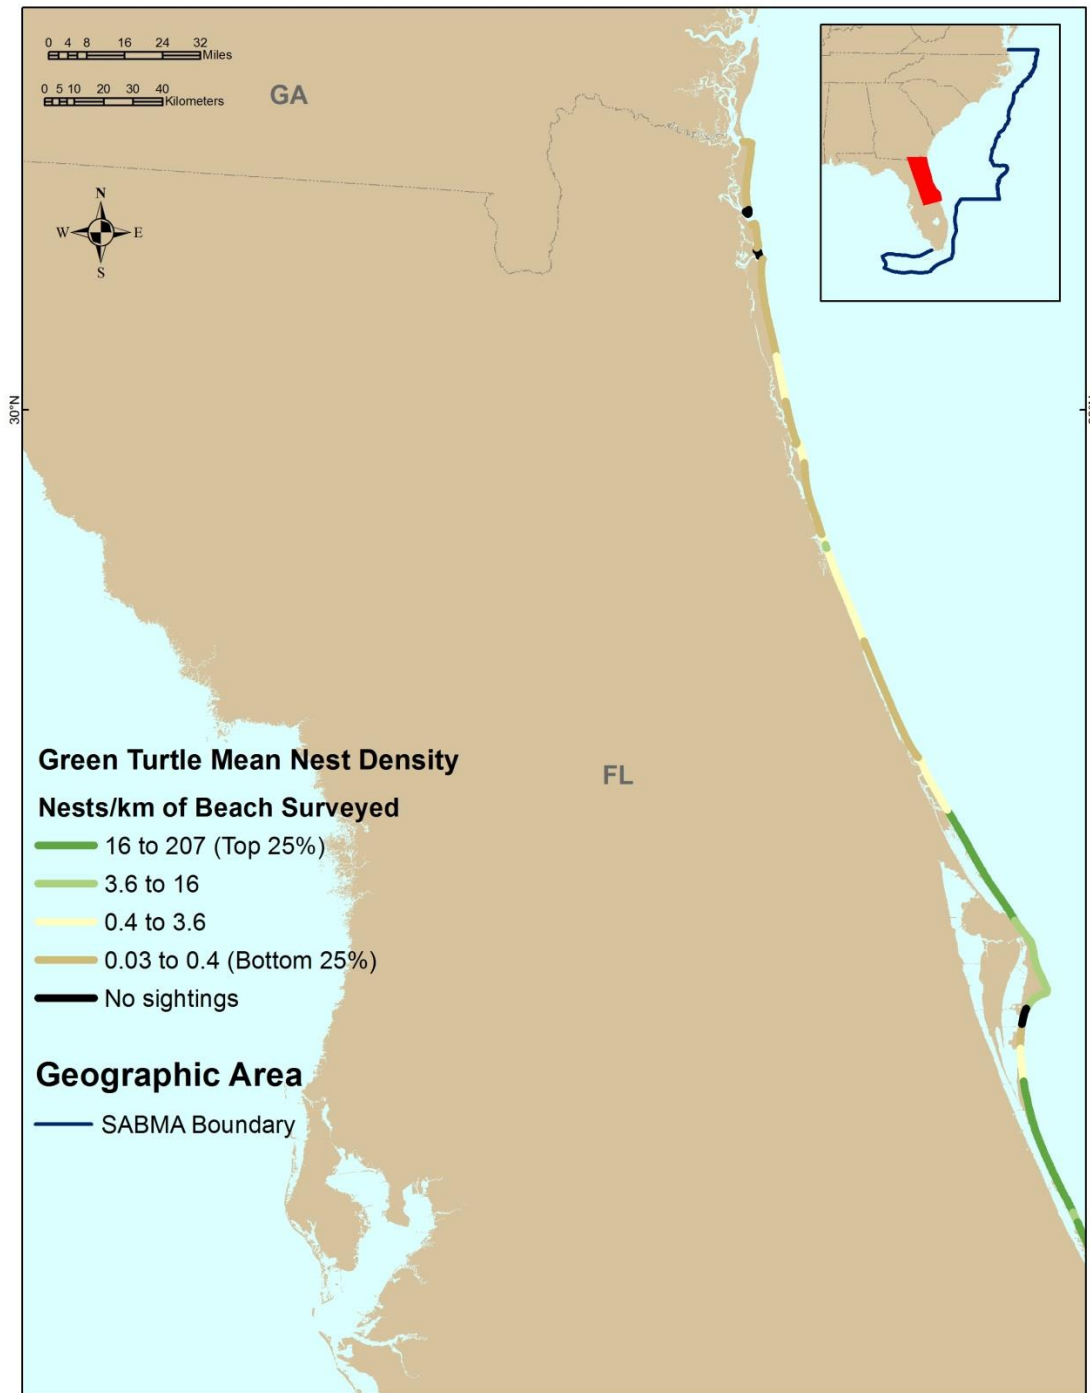 0 4 8 16 24 32
Miles
0 5 10 20 30 40
Kilometers
GA
N
W E
S
30°N
FL
Green Turtle Mean Nest Density
Nests/km of Beach Surveyed
16 to 207 (Top 25%)
3.6 to 16
0.4 to 3.6
0.03 to 0.4 (Bottom 25%)
No sightings
Geographic Area
SABMA Boundary